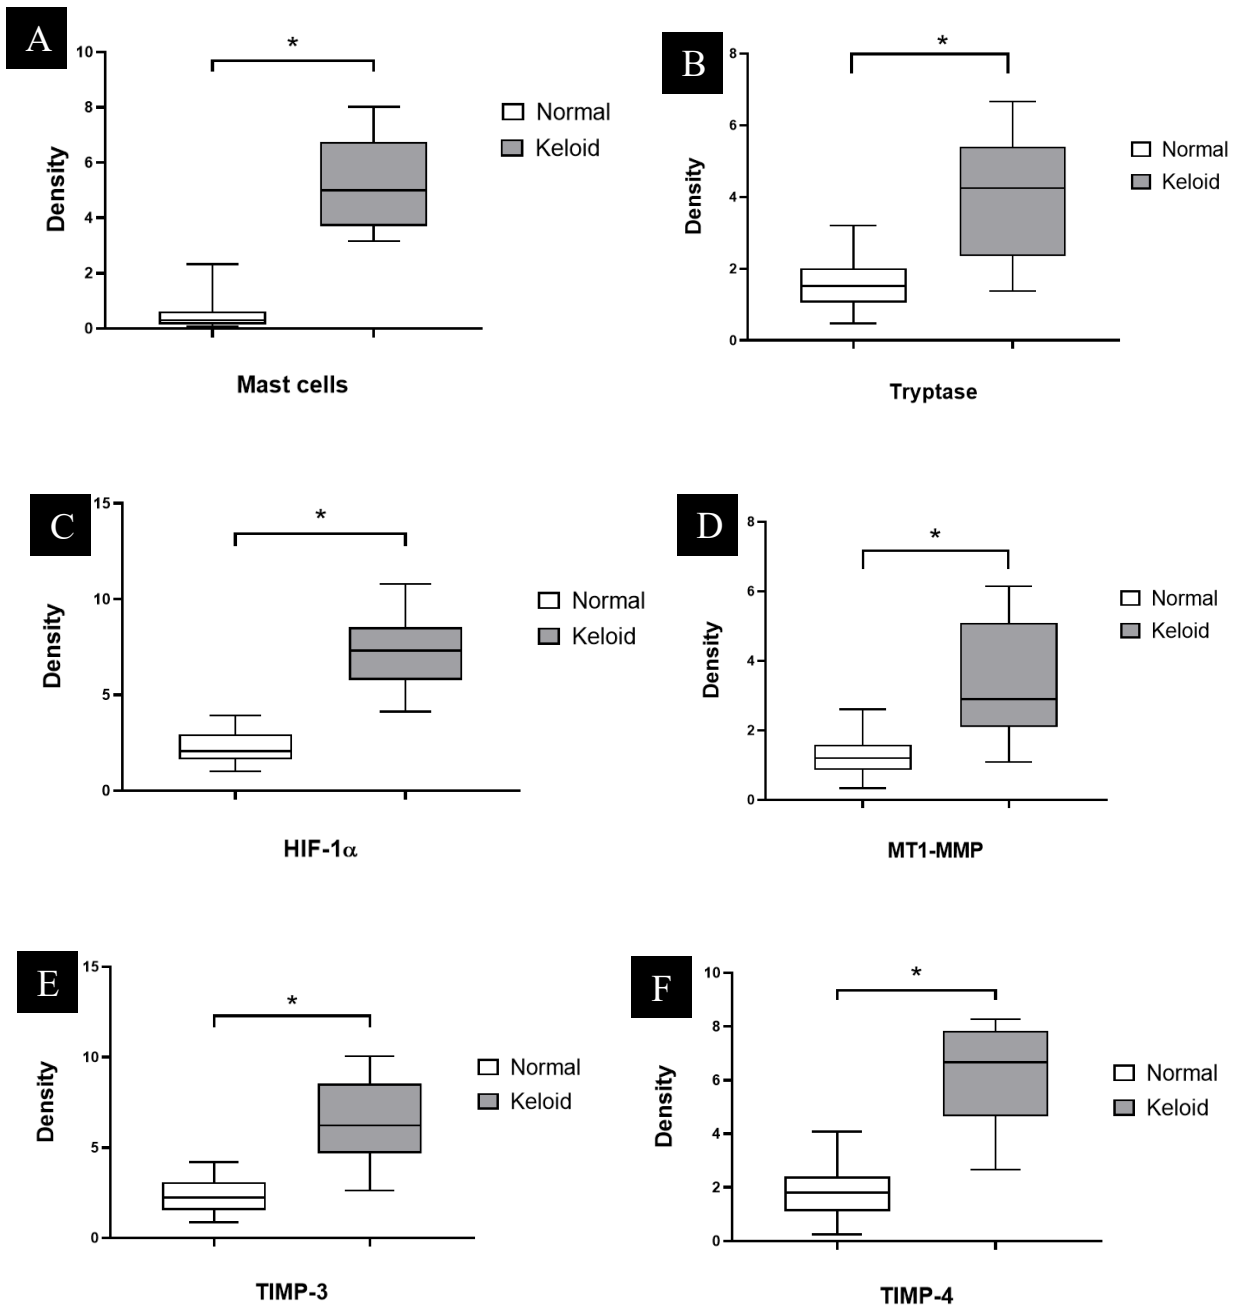 A
*
10
8
6
4
2
0
Density
Normal
Keloid
Mast cells
B
*
8
6
4
2
0
Density
Normal
Keloid
Tryptase
C
*
15
10
5
0
Density
Normal
Keloid
HIF-1α
D
*
8
6
4
2
0
Density
Normal
Keloid
MT1-MMP
E
*
15
10
5
0
Density
Normal
Keloid
TIMP-3
F
*
10
8
6
4
2
0
Density
Normal
Keloid
TIMP-4